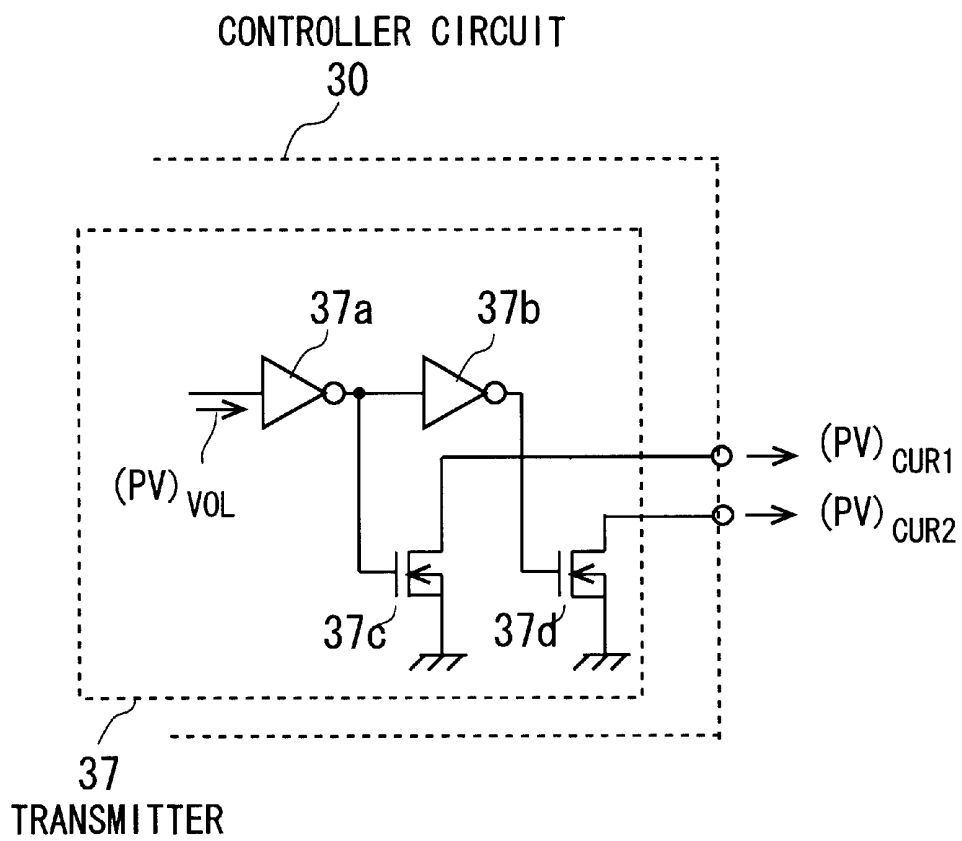 CONTROLLER CIRCUIT
30
37a
37b
(PV)VOL
(PV)CUR1
(PV)CUR2
37c
37d
37
TRANSMITTER